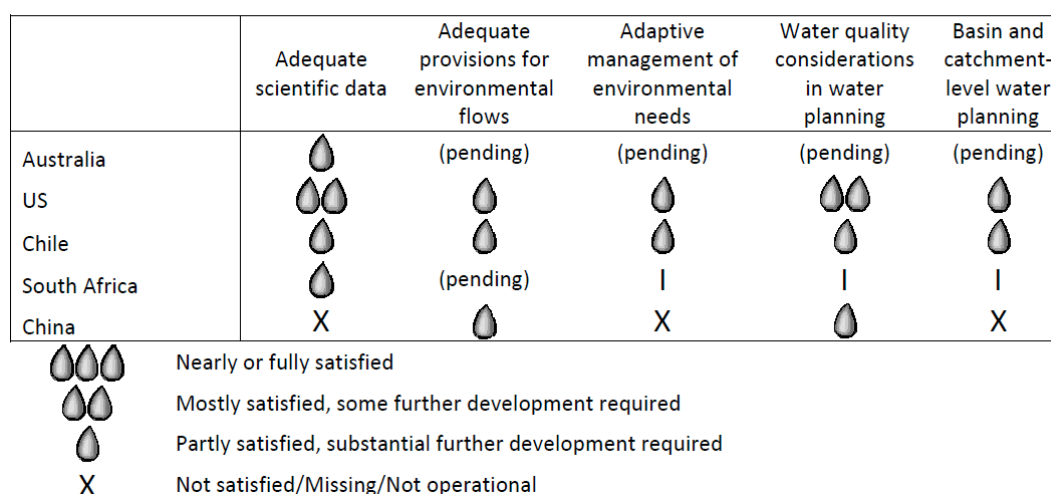 Adequate scientific data
Adequate provisions for environmental flows
Adaptive management of environmental needs
Water quality considerations in water planning
Basin and catchment-level water planning
Australia (pending) (pending) (pending) (pending)
US
Chile
South Africa (pending) I I I
China X X X
Nearly or fully satisfied
Mostly satisfied, some further development required
Partly satisfied, substantial further development required
X Not satisfied/Missing/Not operational